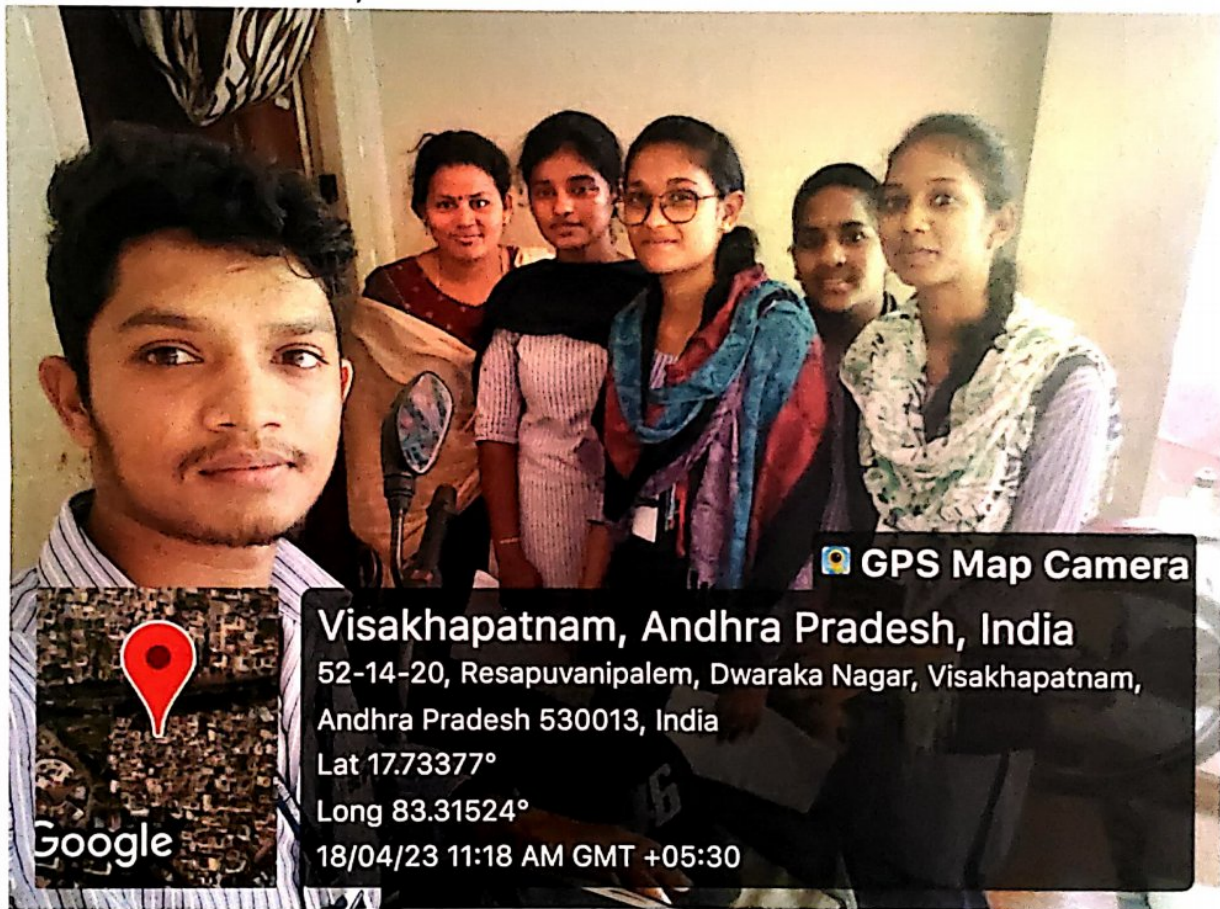 GPS Map Camera
Visakhapatnam, Andhra Pradesh, India
52-14-20, Resapuvanipalem, Dwaraka Nagar, Visakhapatnam,
Andhra Pradesh 530013, India
Lat 17.73377°
Long 83.31524°
18/04/23 11:18 AM GMT +05:30
Google